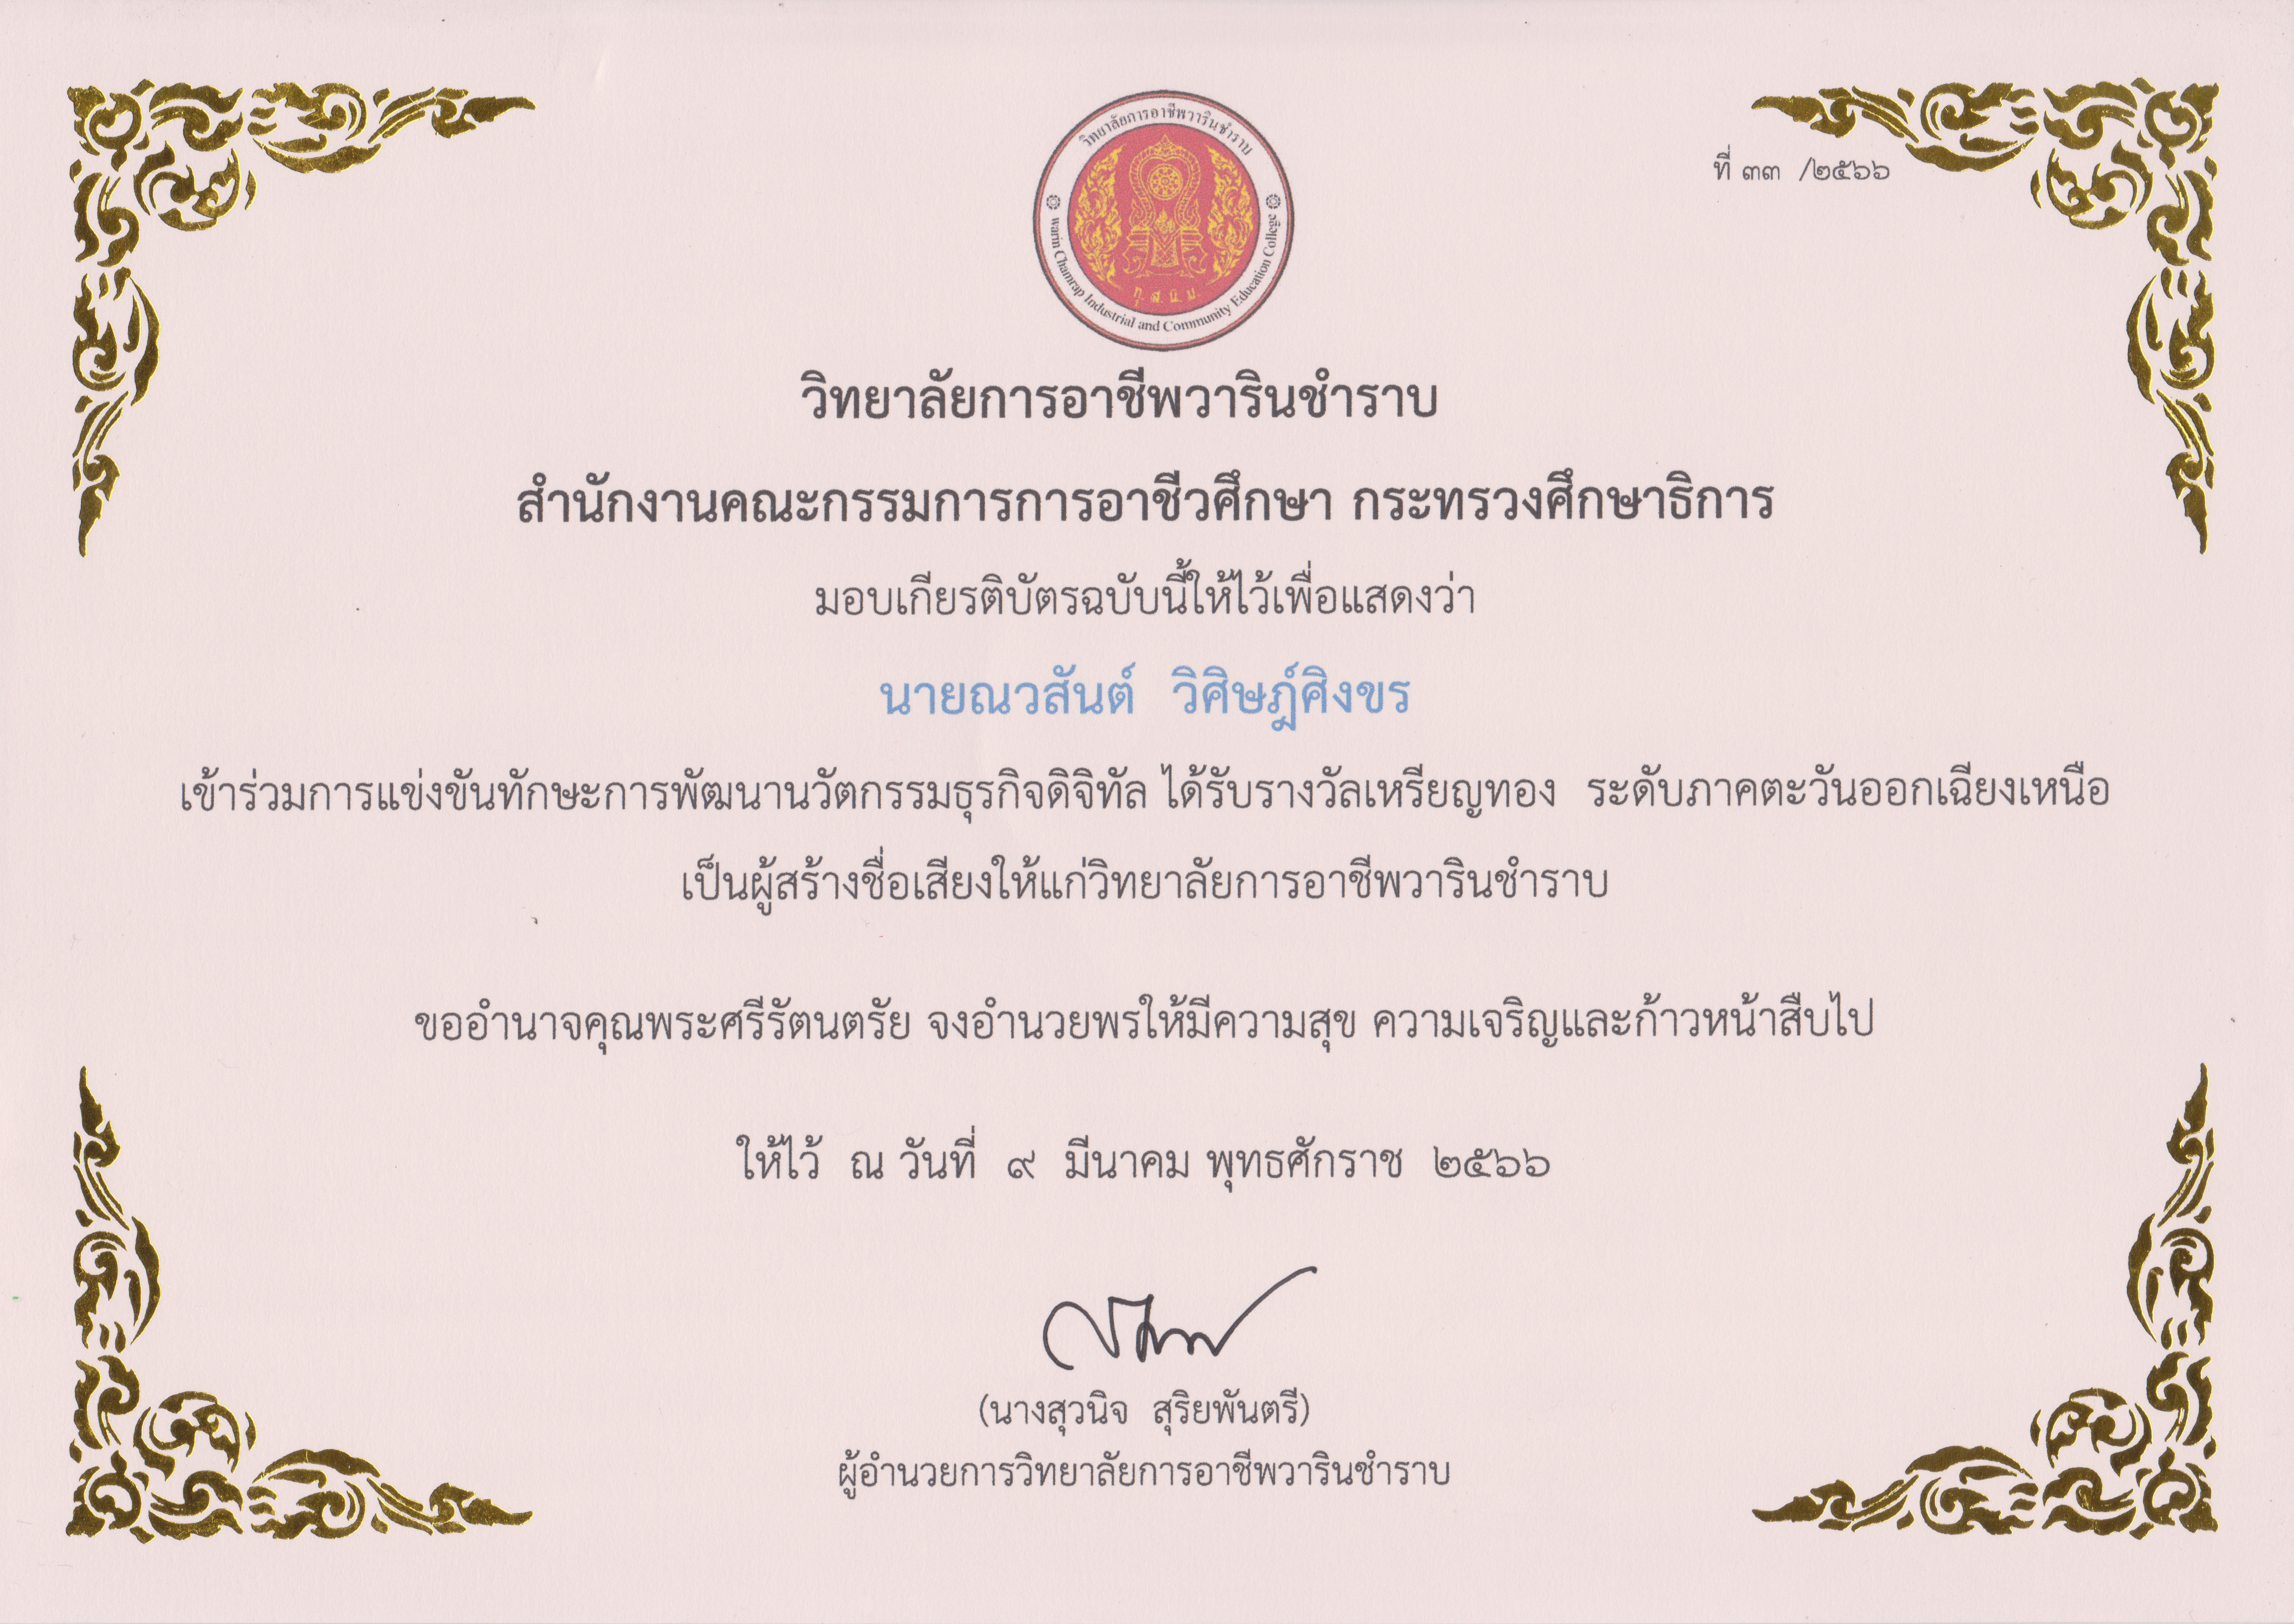 วิทยาลัยการอาชีพวารินชำราบ
ท. ส. นิ. ม.
warin Chamrap Industrial and Community Education College
ที่ ๓๓ /๒๕๖๖
วิทยาลัยการอาชีพวารินชำราบ
สำนักงานคณะกรรมการการอาชีวศึกษา กระทรวงศึกษาธิการ
มอบเกียรติบัตรฉบับนี้ให้ไว้เพื่อแสดงว่า
นายณวสันต์ วิศิษฎ์ศิงขร
เข้าร่วมการแข่งขันทักษะการพัฒนานวัตกรรมธุรกิจดิจิทัล ได้รับรางวัลเหรียญทอง ระดับภาคตะวันออกเฉียงเหนือ
เป็นผู้สร้างชื่อเสียงให้แก่วิทยาลัยการอาชีพวารินชำราบ
ขออำนาจคุณพระศรีรัตนตรัย จงอำนวยพรให้มีความสุข ความเจริญและก้าวหน้าสืบไป
ให้ไว้ ณ วันที่ ๙ มีนาคม พุทธศักราช ๒๕๖๖
(นางสุวนิจ สุริยพันตรี)
ผู้อำนวยการวิทยาลัยการอาชีพวารินชำราบ